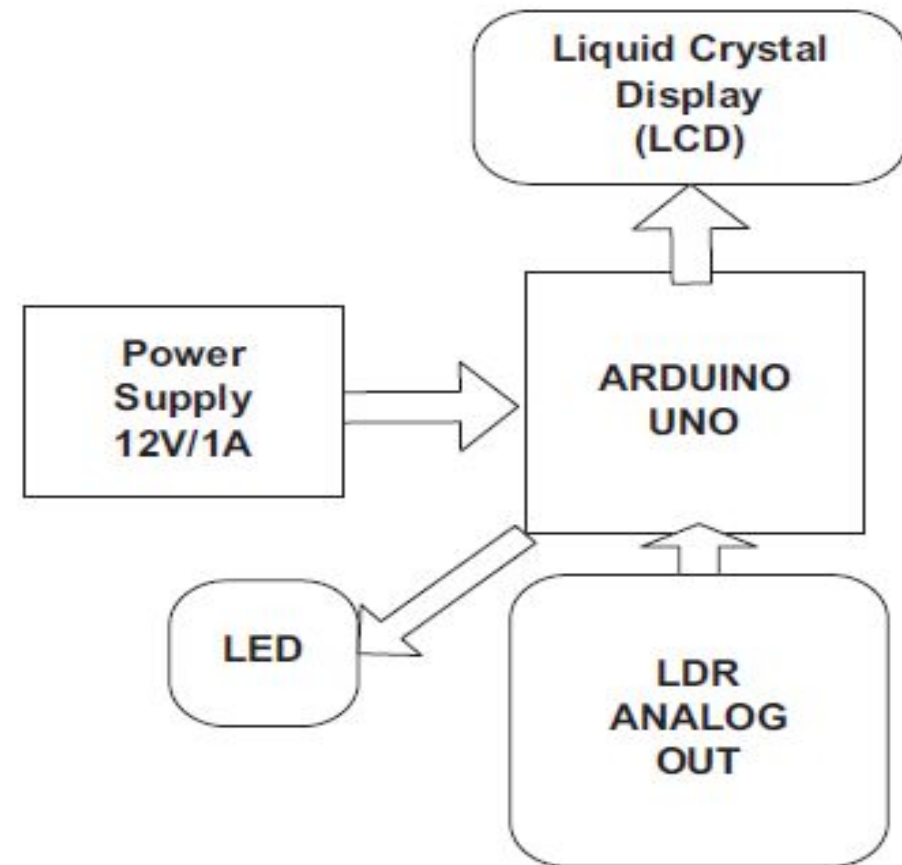 Liquid Crystal
Display
(LCD)
Power
Supply
12V/1A
ARDUINO
UNO
LED
LDR
ANALOG
OUT